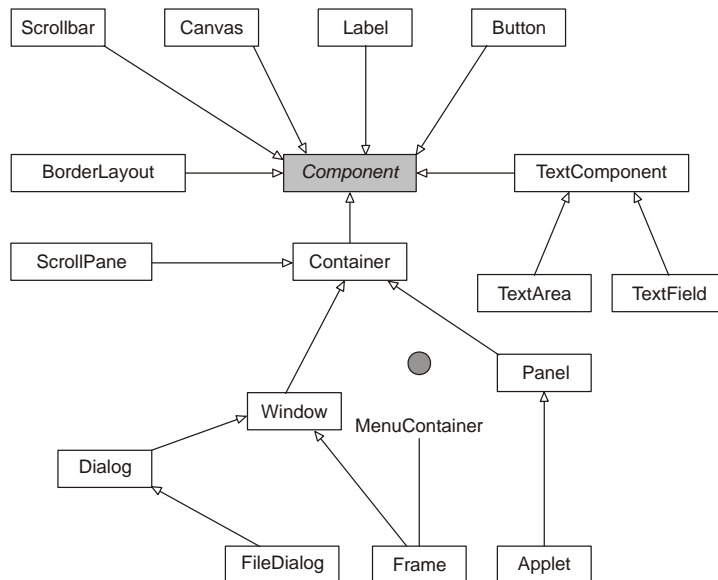 Scrollbar
Canvas
Label
Button
BorderLayout
Component
TextComponent
ScrollPane
Container
TextArea
TextField
Panel
Window
MenuContainer
Dialog
FileDialog
Frame
Applet